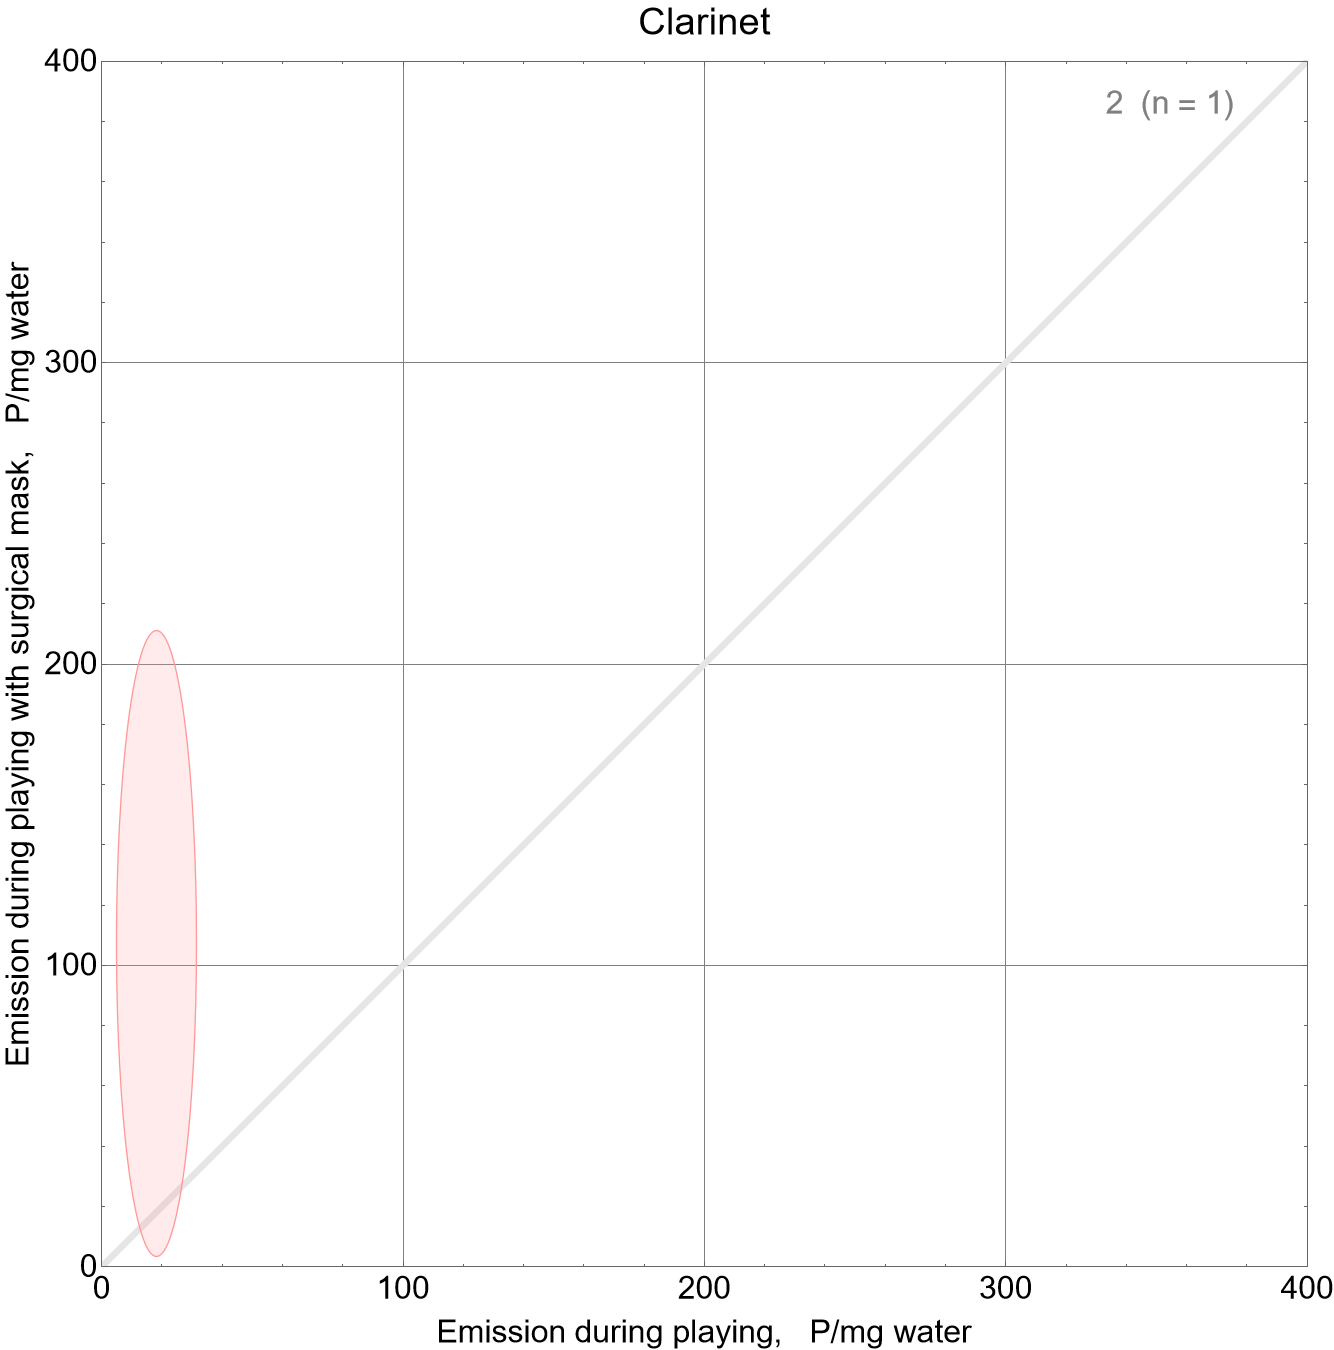 Clarinet
400
2 (n = 1)
300
200
100
0
0 100 200 300 400
Emission during playing, P/mg water
Emission during playing with surgical mask, P/mg water